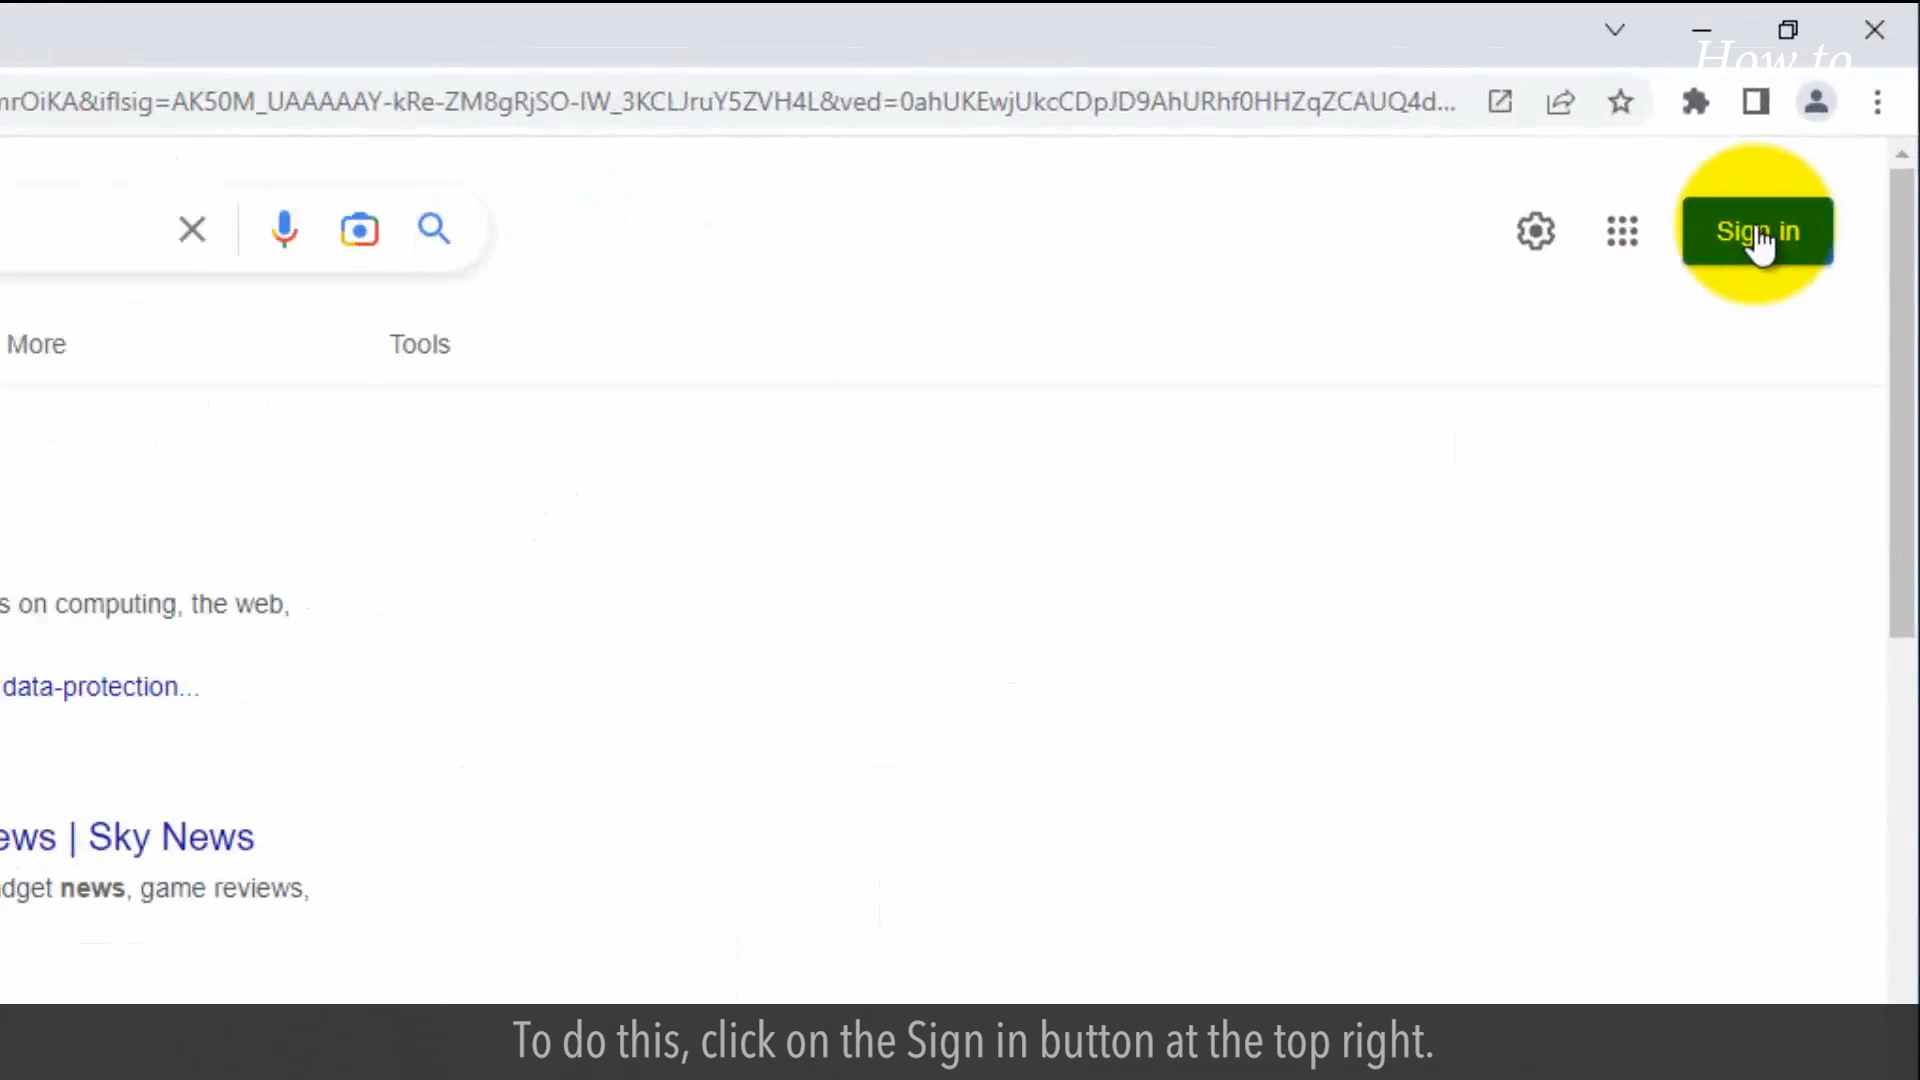 How to
nrOiKA&iflsig=AK50M_UAAAAAY-kRe-ZM8gRjSO-IW_3KCLJruY5ZVH4L&ved=0ahUKEwjUkcCDpJD9AhURhf0HHZqZCAUQ4d...
Sign in
More
Tools
s on computing, the web,
data-protection...
ews | Sky News
dget news, game reviews,
To do this, click on the Sign in button at the top right.